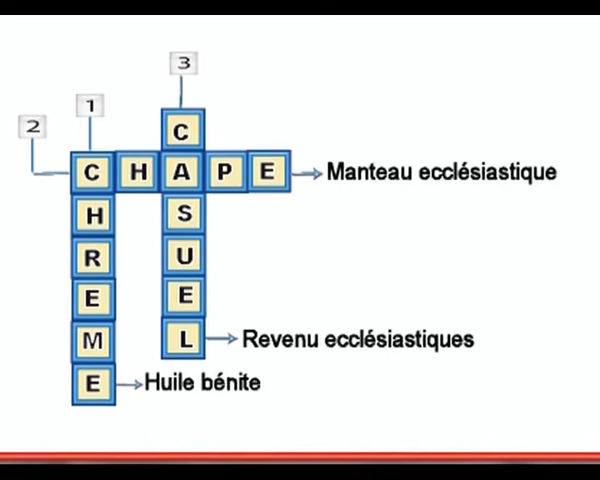 3
1
2
C
C H A P E
Manteau ecclésiastique
H S
R U
E E
M L
Revenu ecclésiastiques
E
Huile bénite